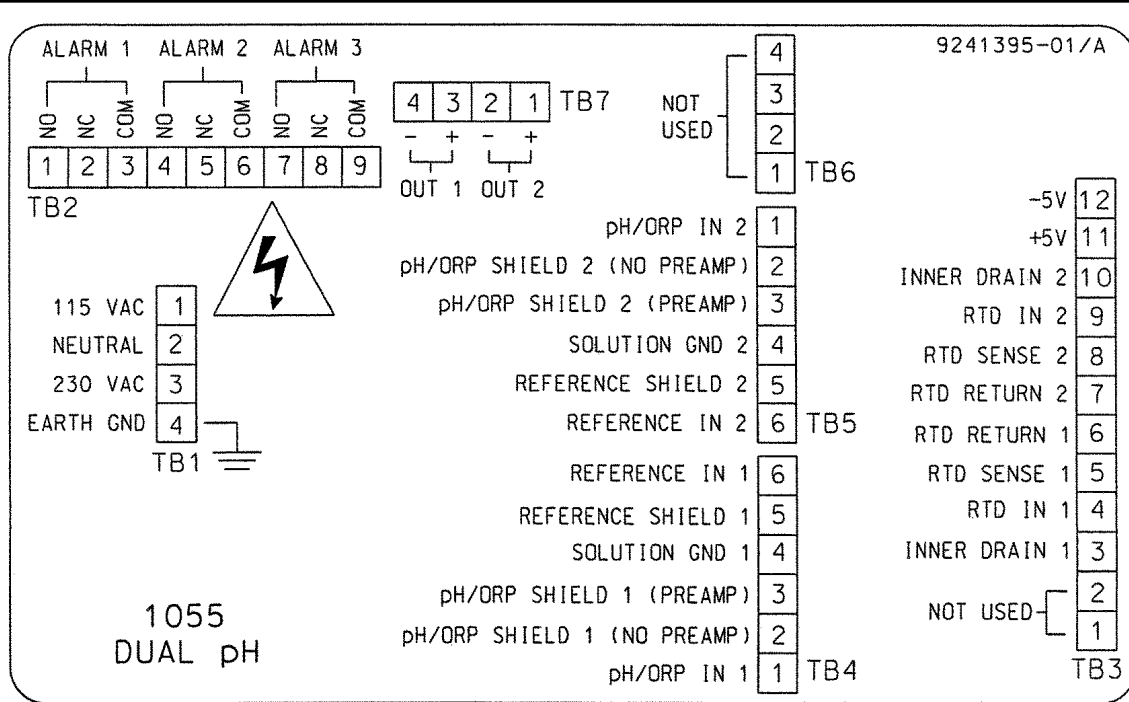 9241395-01/A
ALARM 1 ALARM 2 ALARM 3
NO NC COM NO NC COM NO NC COM
1 2 3 4 5 6 7 8 9
TB2
4 3 2 1 TB7
- + - +
OUT 1 OUT 2
NOT
USED
4
3
2
1 TB6
115 VAC 1
NEUTRAL 2
230 VAC 3
EARTH GND 4
TB1
pH/ORP IN 2 1
pH/ORP SHIELD 2 (NO PREAMP) 2
pH/ORP SHIELD 2 (PREAMP) 3
SOLUTION GND 2 4
REFERENCE SHIELD 2 5
REFERENCE IN 2 6 TB5
REFERENCE IN 1 6
REFERENCE SHIELD 1 5
SOLUTION GND 1 4
pH/ORP SHIELD 1 (PREAMP) 3
pH/ORP SHIELD 1 (NO PREAMP) 2
pH/ORP IN 1 1 TB4
-5V 12
+5V 11
INNER DRAIN 2 10
RTD IN 2 9
RTD SENSE 2 8
RTD RETURN 2 7
RTD RETURN 1 6
RTD SENSE 1 5
RTD IN 1 4
INNER DRAIN 1 3
NOT USED
2
1
TB3
1055
DUAL pH